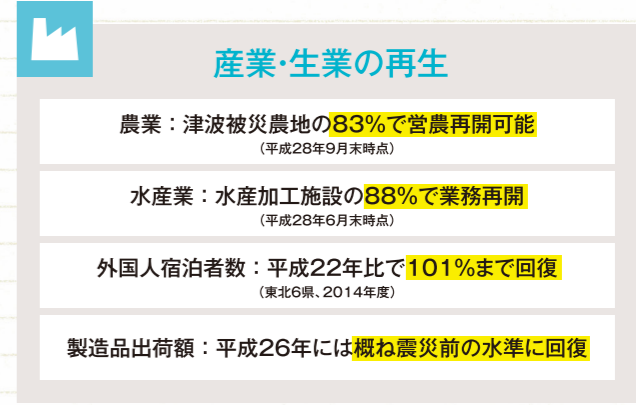 産業・生業の再生
農業：津波被災農地の83%で営農再開可能
（平成28年9月末時点）
水産業：水産加工施設の88%で業務再開
（平成28年6月末時点）
外国人宿泊者数：平成22年比で101%まで回復
（東北6県、2014年度）
製造品出荷額：平成26年には概ね震災前の水準に回復